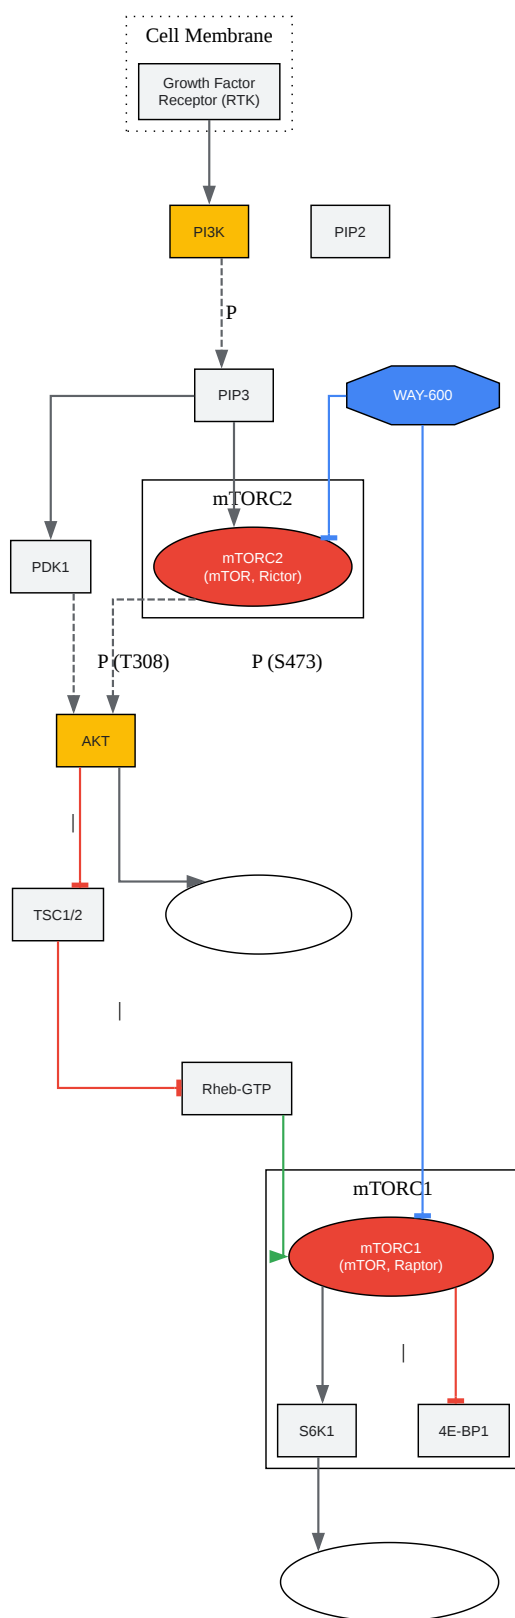 Cell Membrane
Growth Factor
Receptor (RTK)
PI3K
PIP2
P
PIP3
WAY-600
mTORC2
mTORC2
(mTOR, Rictor)
PDK1
P (T308)
P (S473)
AKT
|
TSC1/2
|
Rheb-GTP
mTORC1
mTORC1
(mTOR, Raptor)
|
S6K1
4E-BP1